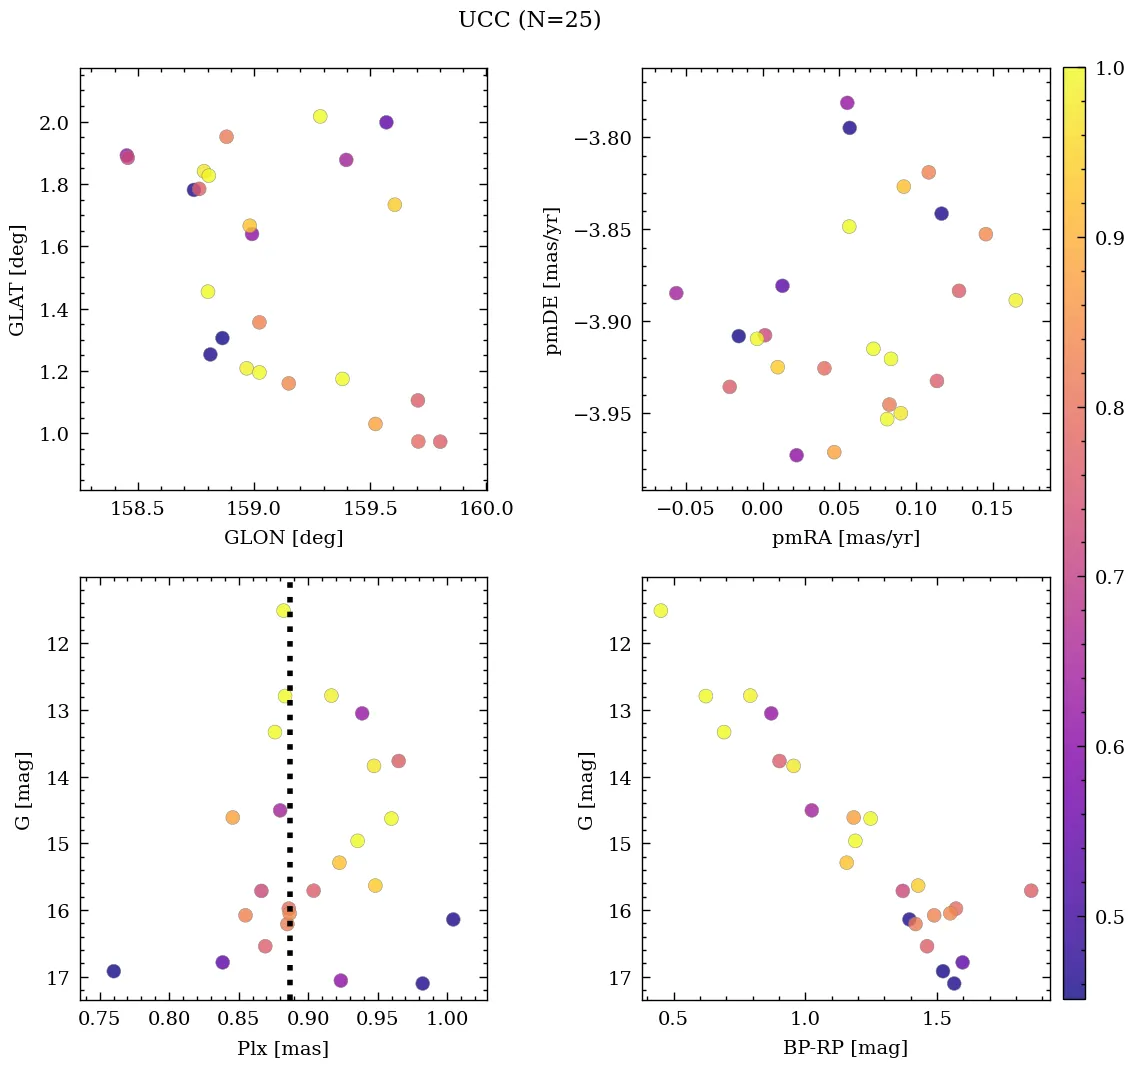 UCC (N=25)
2.0
1.8
1.6
1.4
1.2
1.0
GLAT [deg]
158.5 159.0 159.5 160.0
GLON [deg]
−3.80
−3.85
−3.90
−3.95
pmDE [mas/yr]
−0.05 0.00 0.05 0.10 0.15
pmRA [mas/yr]
1.0
0.9
0.8
0.7
0.6
0.5
12
13
14
15
16
17
G [mag]
0.75 0.80 0.85 0.90 0.95 1.00
Plx [mas]
12
13
14
15
16
17
G [mag]
0.5 1.0 1.5
BP-RP [mag]